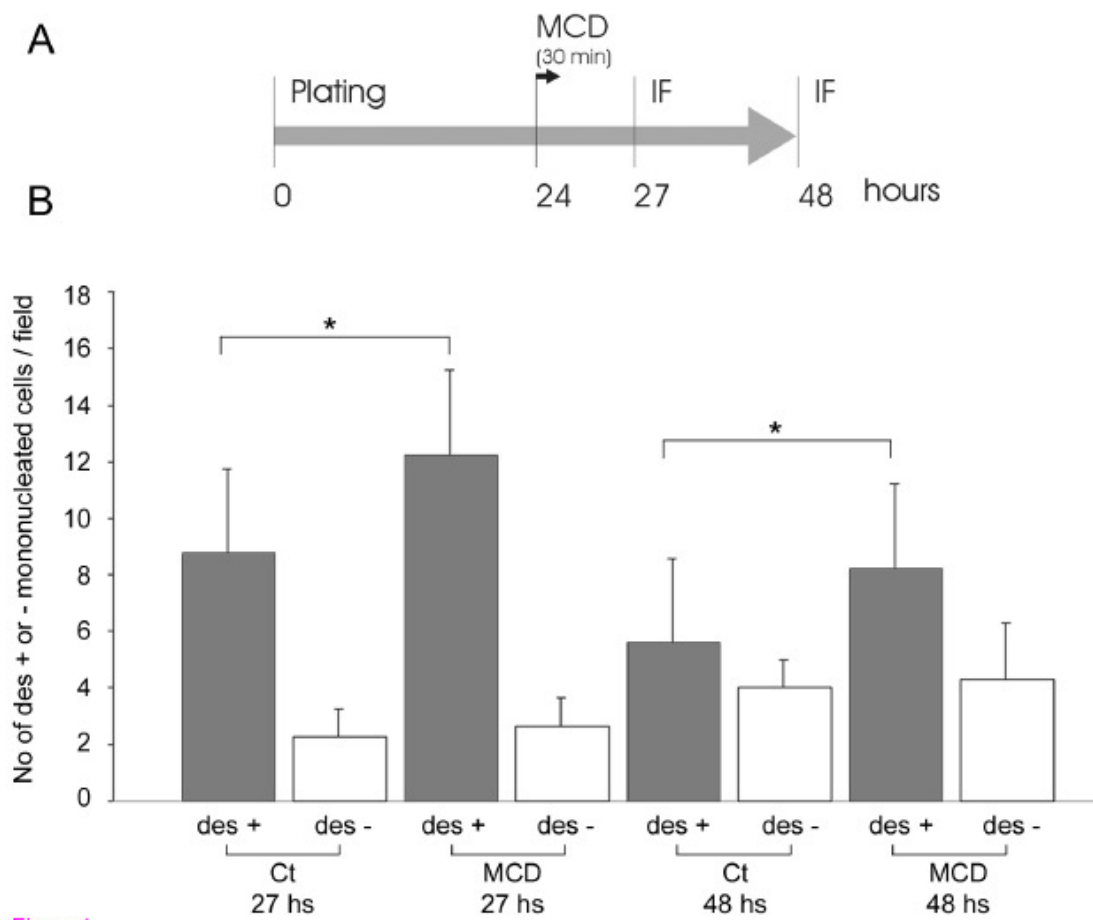 A
MCD
(30 min)
Plating
IF
IF
0
24
27
48
hours
B
No of des + or - mononucleated cells / field
18
16
14
12
10
8
6
4
2
0
*
*
des +
des -
des +
des -
des +
des -
des +
des -
Ct
MCD
Ct
MCD
27 hs
27 hs
48 hs
48 hs